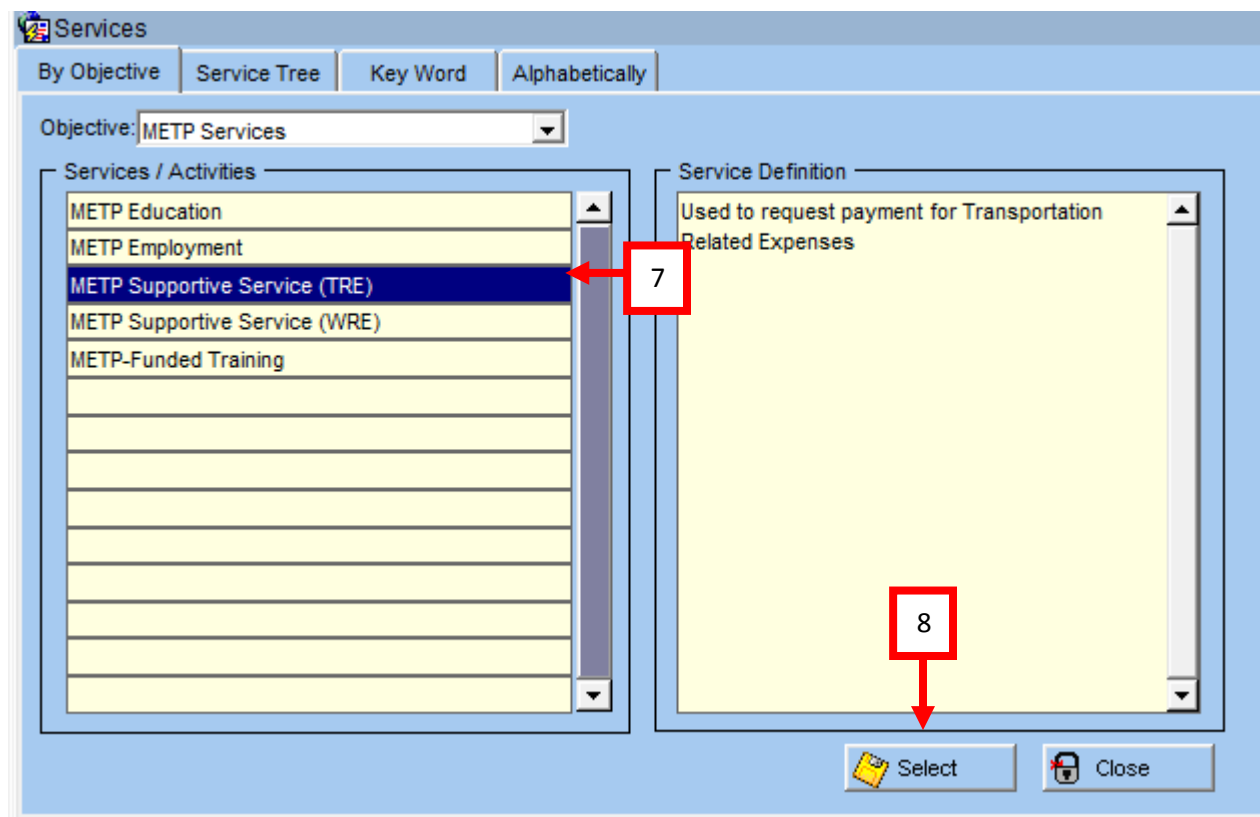 Services
By Objective Service Tree Key Word Alphabetically
Objective: METP Services
Services / Activities
METP Education
METP Employment
METP Supportive Service (TRE)
METP Supportive Service (WRE)
METP-Funded Training
7
Service Definition
Used to request payment for Transportation
Related Expenses
8
Select Close